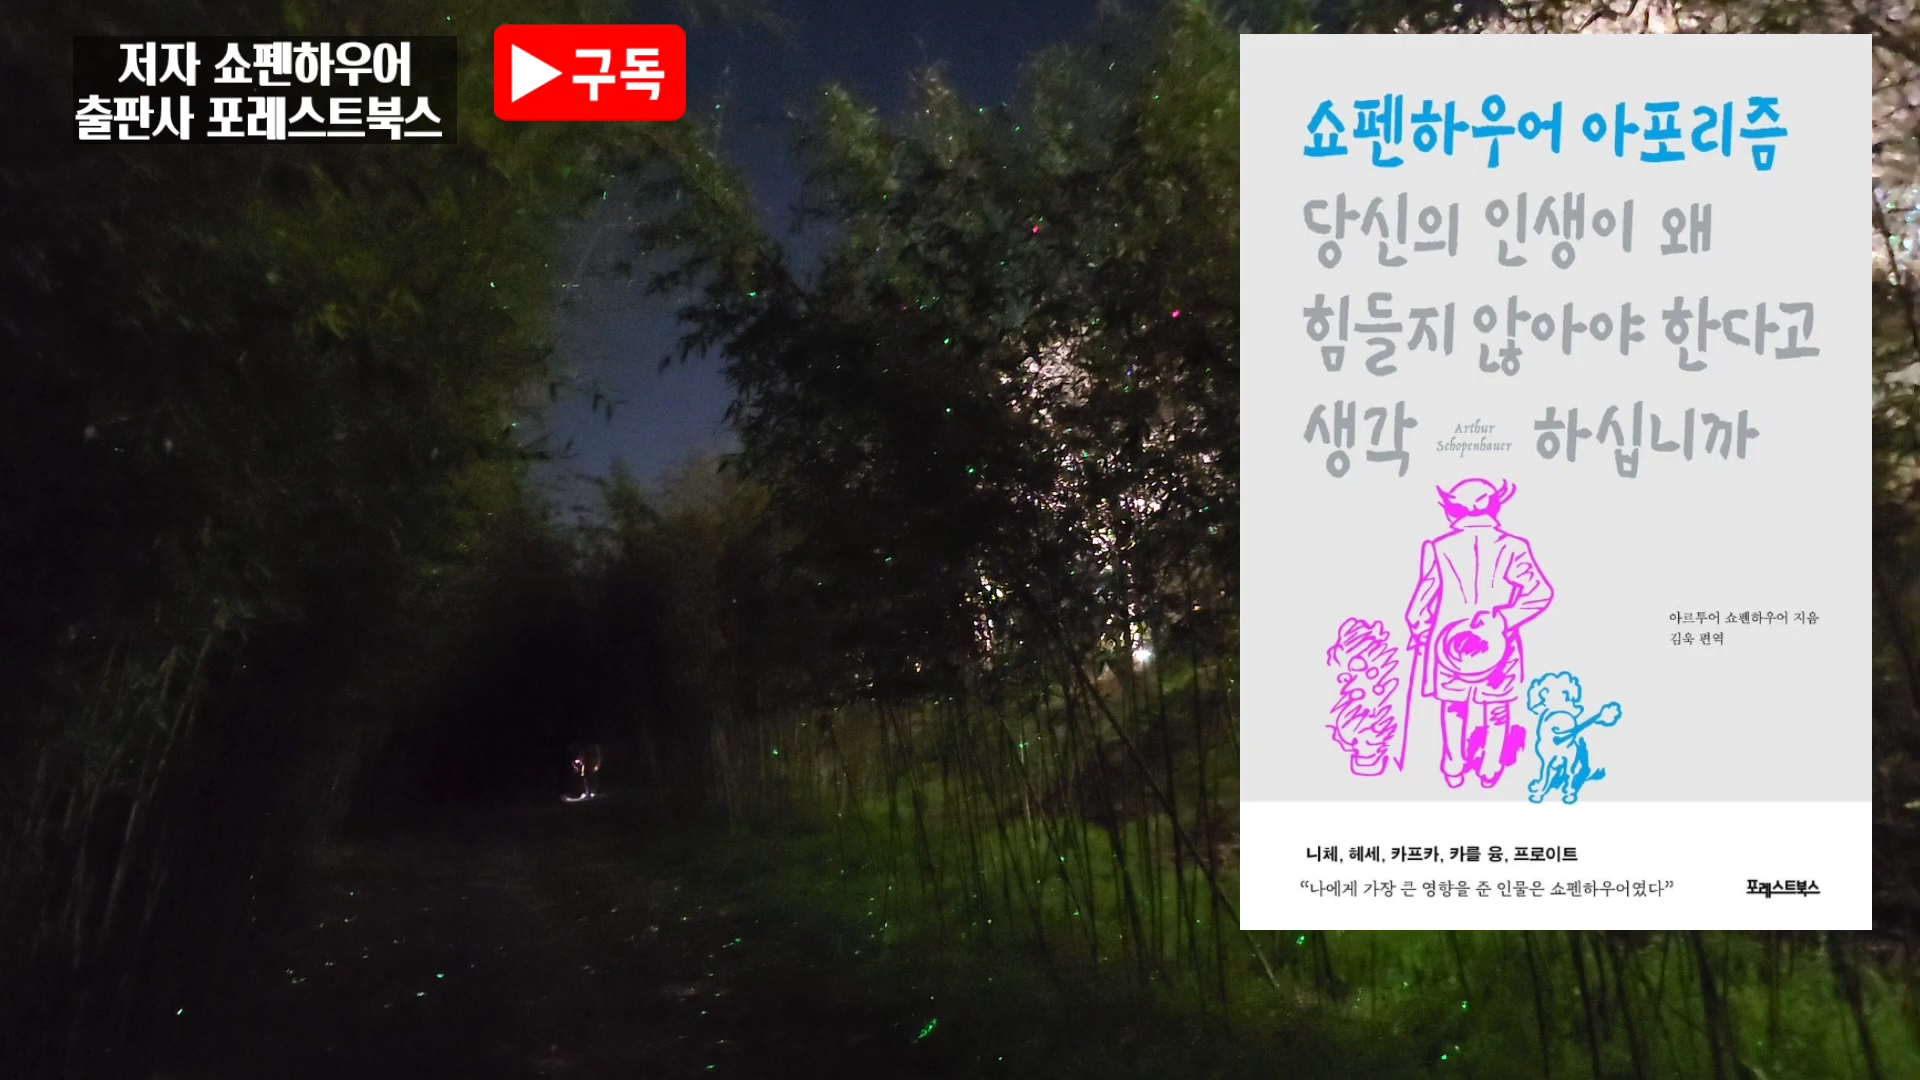 저자 쇼펜하우어
출판사 포레스트북스
구독
쇼펜하우어 아포리즘
당신의 인생이 왜
힘들지 않아야 한다고
생각 Arthur Schopenhauer 하십니까
아르투어 쇼펜하우어 지음
김욱 편역
니체, 헤세, 카프카, 카를 융, 프로이트
“나에게 가장 큰 영향을 준 인물은 쇼펜하우어였다”
포레스트북스